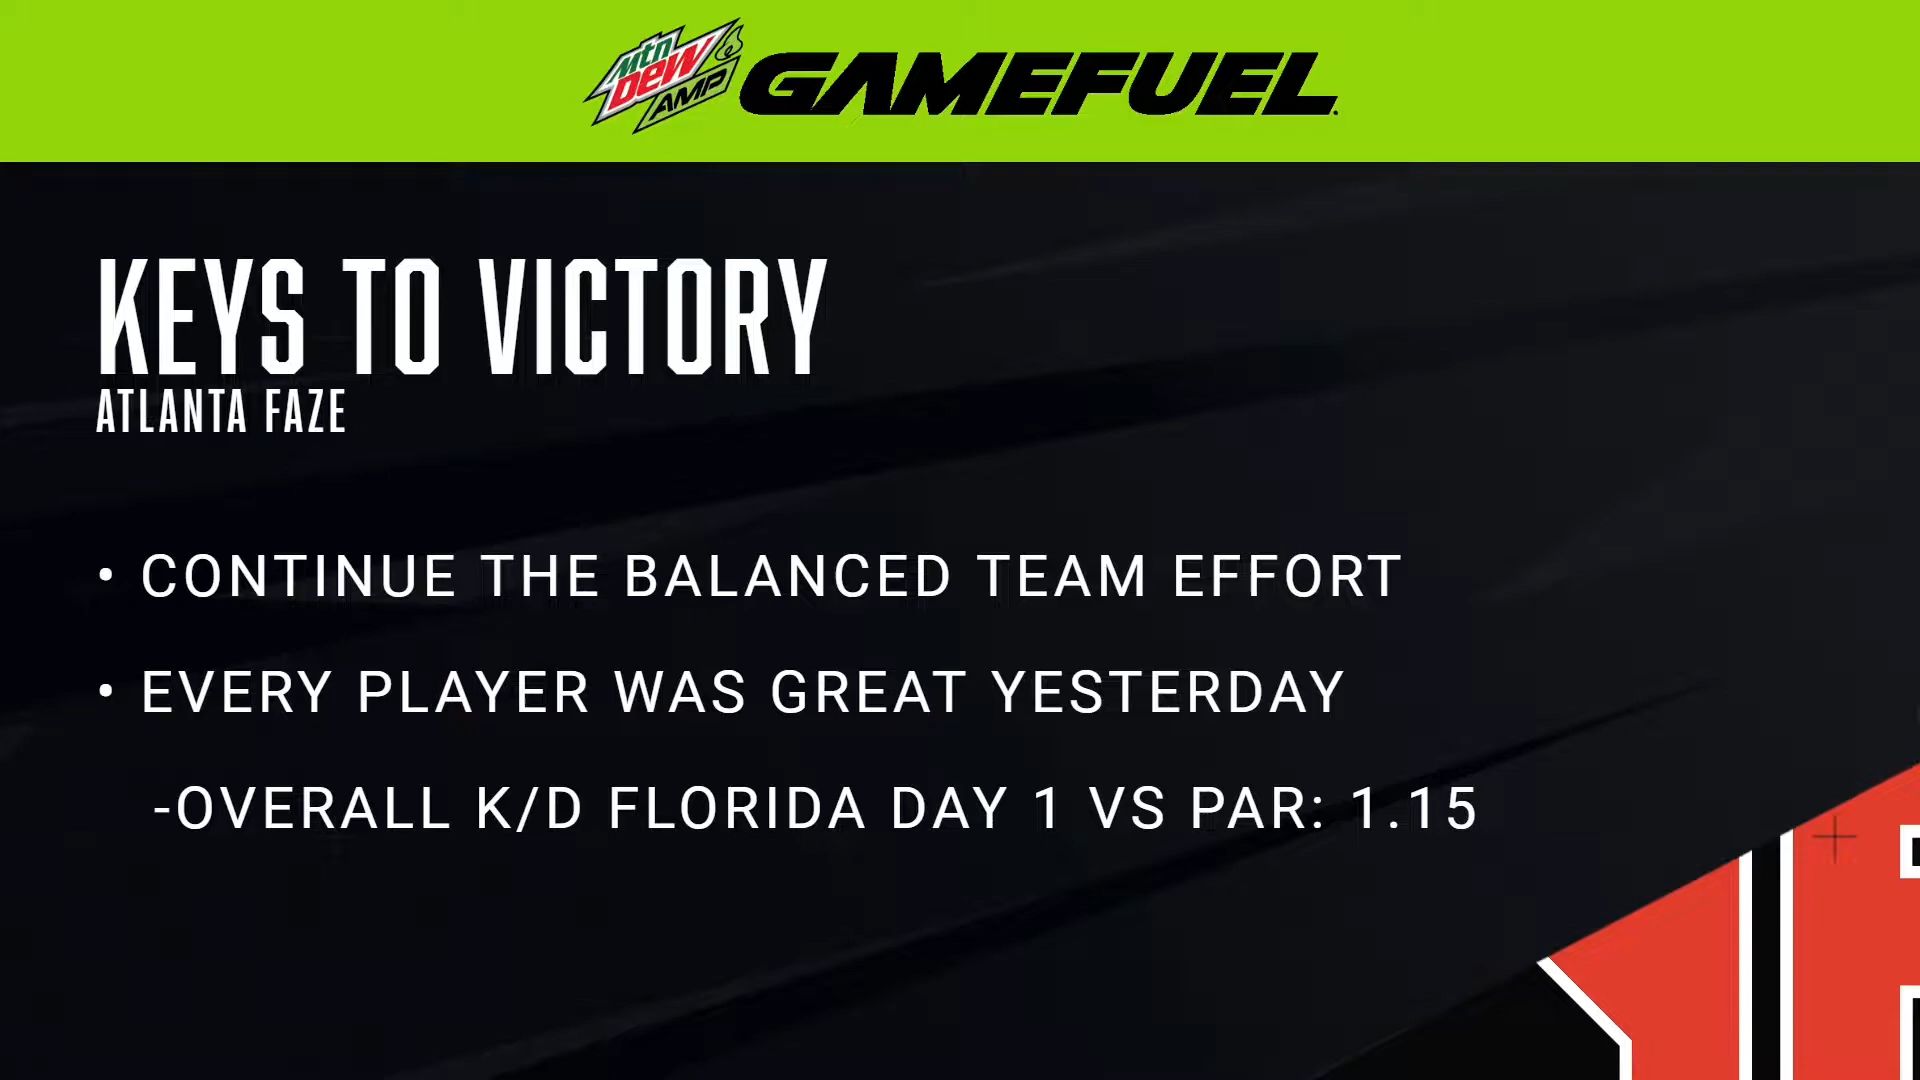 mtn DEW AMP GAMEFUEL.
KEYS TO VICTORY
ATLANTA FAZE
• CONTINUE THE BALANCED TEAM EFFORT
• EVERY PLAYER WAS GREAT YESTERDAY
-OVERALL K/D FLORIDA DAY 1 VS PAR: 1.15